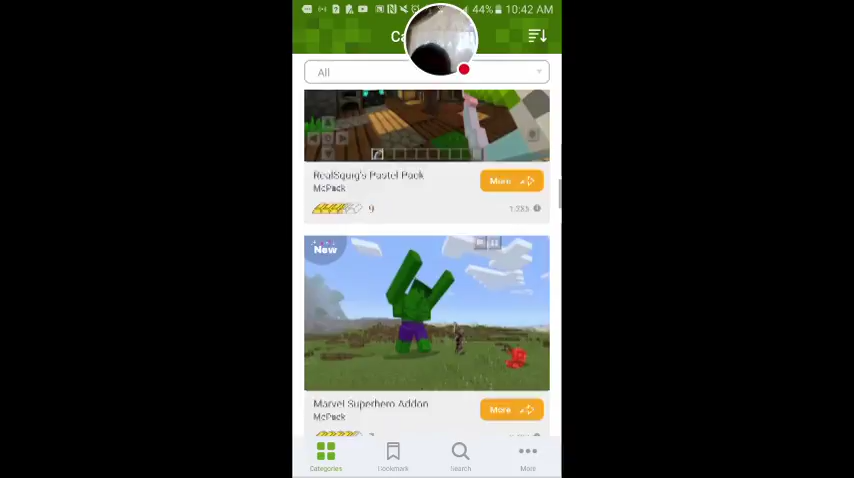 44% 10:42 AM
Ca
All
RealSquig's Pastel Pack
McPack
More
9
New
Marvel Superhero Addon
McPack
More
Categories
Bookmark
Search
More